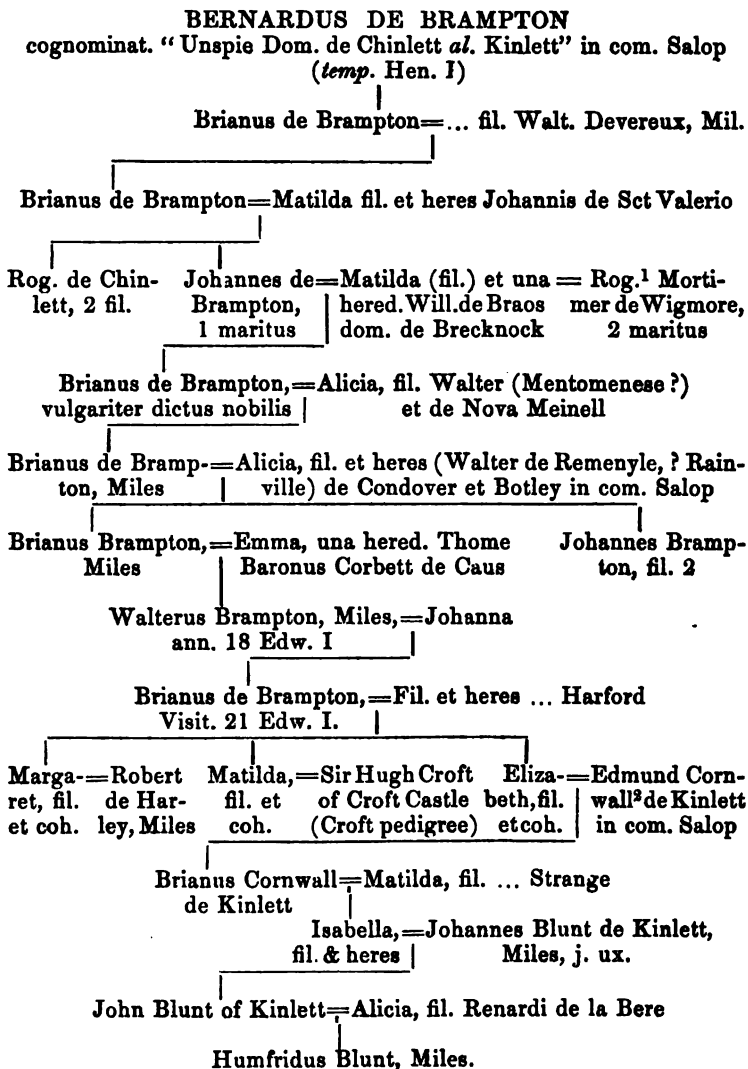 BERNARDUS DE BRAMPTON
cognominat. “ Unspie Dom. de Chinlett al. Kinlett” in com. Salop
(temp. Hen. I)
Brianus de Brampton=... fil. Walt. Devereux, Mil.
Brianus de Brampton=Matilda fil. et heres Johannis de Sct Valerio
Rog. de Chin- Johannes de=Matilda (fil.) et una = Rog.¹ Morti-
lett, 2 fil. Brampton, hered. Will. de Braos mer de Wigmore,
1 maritus dom. de Brecknock 2 maritus
Brianus de Brampton,=Alicia, fil. Walter (Mentomenese ?)
vulgariter dictus nobilis et de Nova Meinell
Brianus de Bramp-=Alicia, fil. et heres (Walter de Remenyle, ? Rain-
ton, Miles ville) de Condover et Botley in com. Salop
Brianus Brampton,=Emma, una hered. Thome Johannes Bramp-
Miles Baronus Corbett de Caus ton, fil. 2
Walterus Brampton, Miles,=Johanna
ann. 18 Edw. I
Brianus de Brampton,=Fil. et heres ... Harford
Visit. 21 Edw. I.
Marga-=Robert Matilda,=Sir Hugh Croft Eliza-=Edmund Corn-
ret, fil. de Har- fil. et of Croft Castle beth, fil. wall² de Kinlett
et coh. ley, Miles coh. (Croft pedigree) et coh. in com. Salop
Brianus Cornwall=Matilda, fil. ... Strange
de Kinlett
Isabella,=Johannes Blunt de Kinlett,
fil. & heres Miles, j. ux.
John Blunt of Kinlett=Alicia, fil. Renardi de la Bere
Humfridus Blunt, Miles.